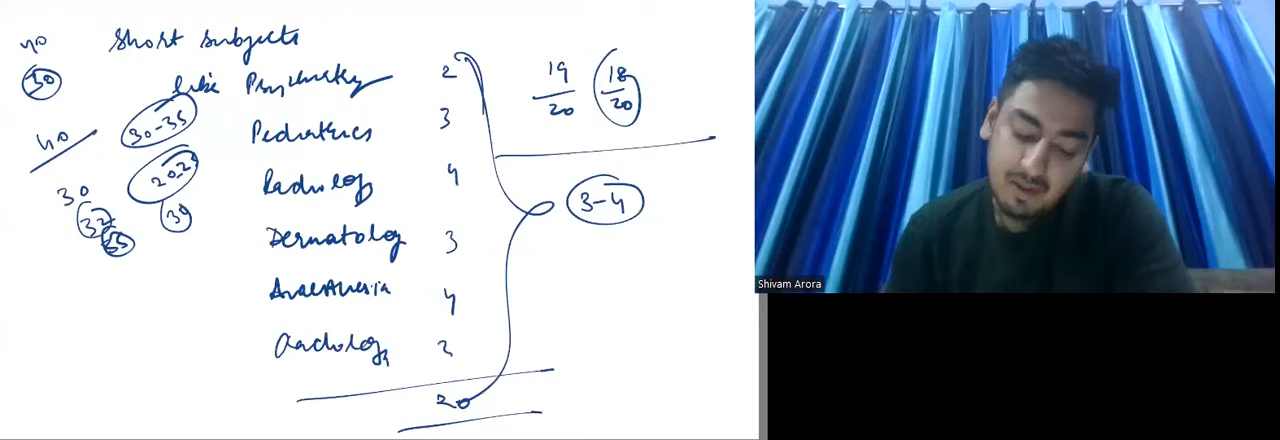 40 Short Subjects
50
like Psychiatry 2
40 30-35 Pediatrics 3
30 20-25 Radiology 4
32 30
35
Dermatology 3
Anaesthesia 4
Radiology 2
20
19/20 18/20
3-4
Shivam Arora